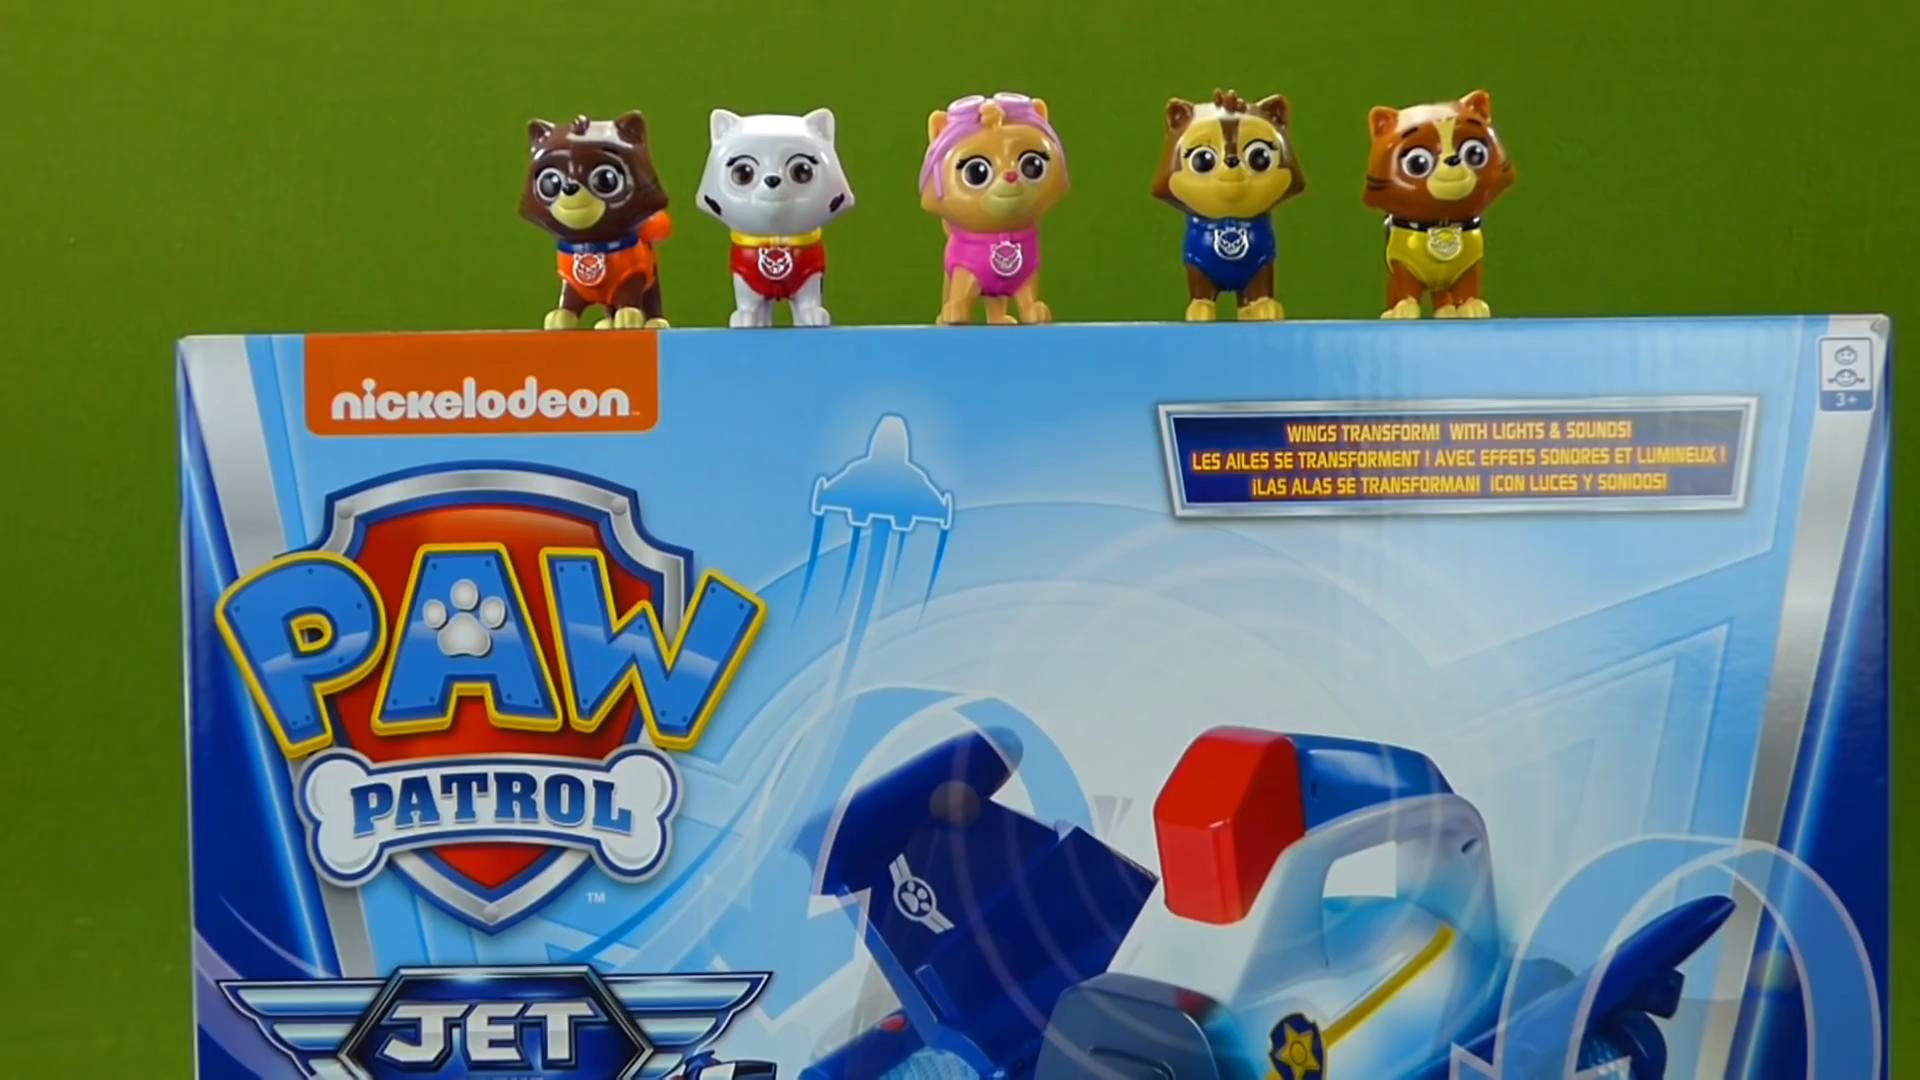 nickelodeon
WINGS TRANSFORM! WITH LIGHTS & SOUNDS!
LES AILES SE TRANSFORMENT ! AVEC EFFETS SONORES ET LUMINEUX !
¡LAS ALAS SE TRANSFORMAN! ¡CON LUCES Y SONIDOS!
3+
PAW
PATROL
TM
JET